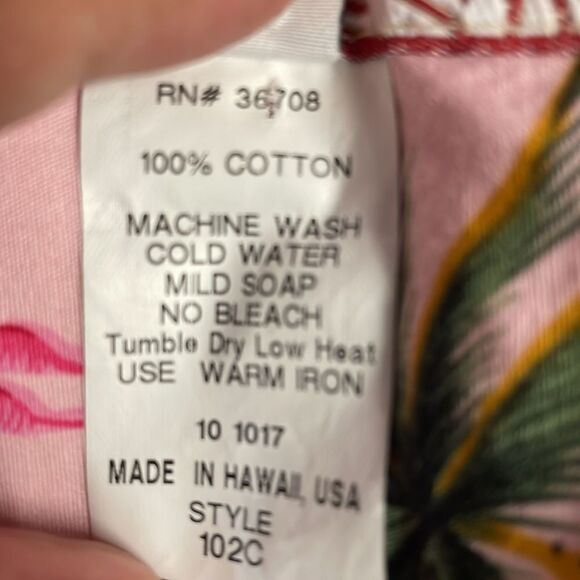 RN# 36708
100% COTTON
MACHINE WASH
COLD WATER
MILD SOAP
NO BLEACH
Tumble Dry Low Heat
USE WARM IRON
10 1017
MADE IN HAWAII, USA
STYLE
102C